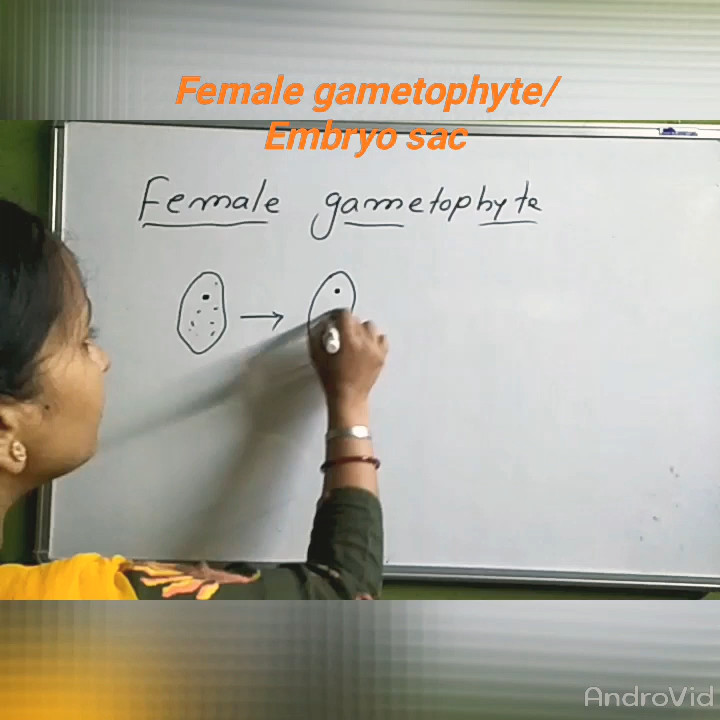 Female gametophyte/
Embryo sac
Female gametophyte
AndroVid